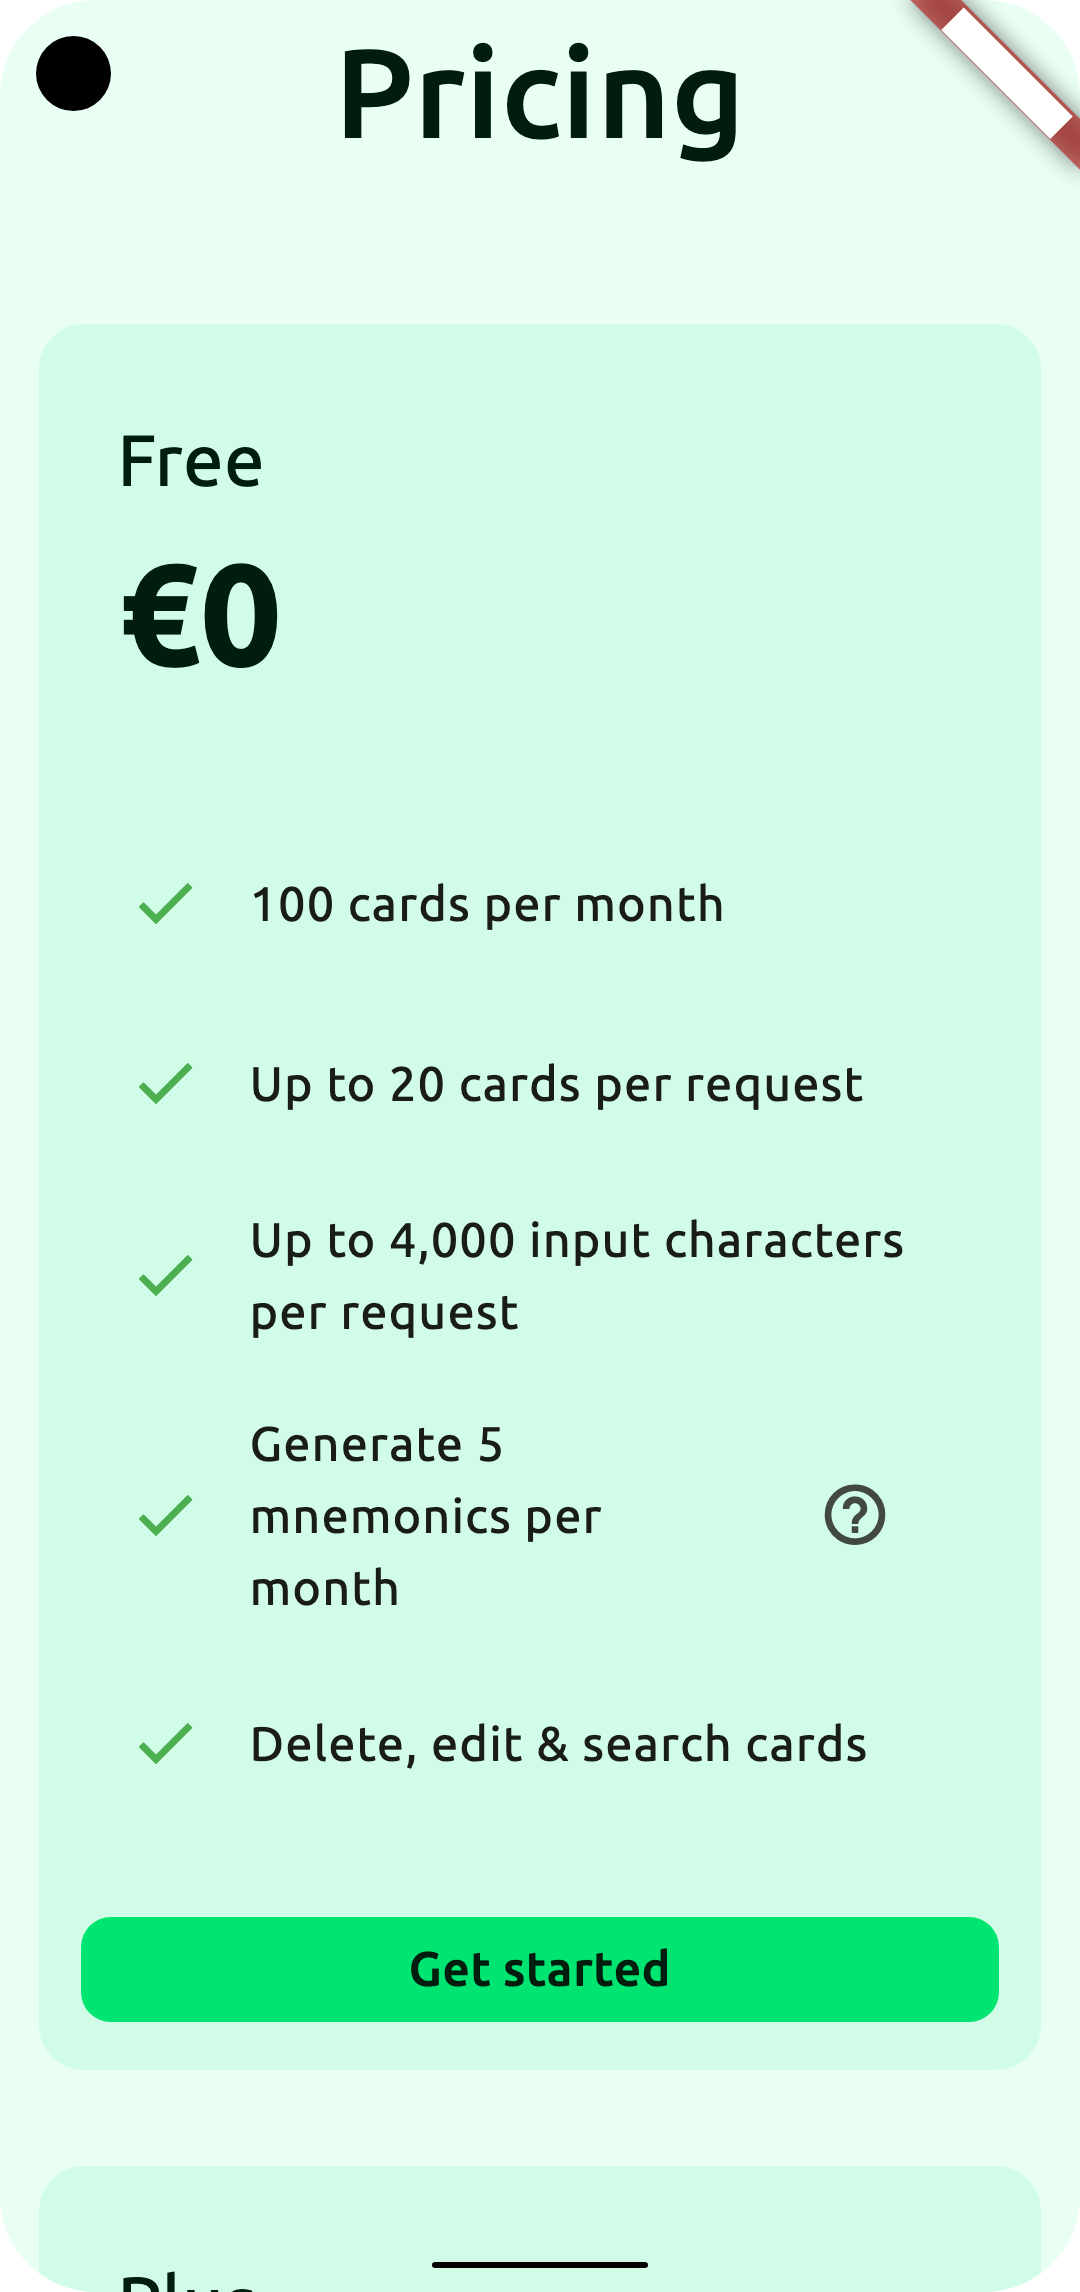 Pricing
Free
€0
100 cards per month
Up to 20 cards per request
Up to 4,000 input characters
per request
Generate 5
mnemonics per
month
Delete, edit & search cards
Get started
Plus